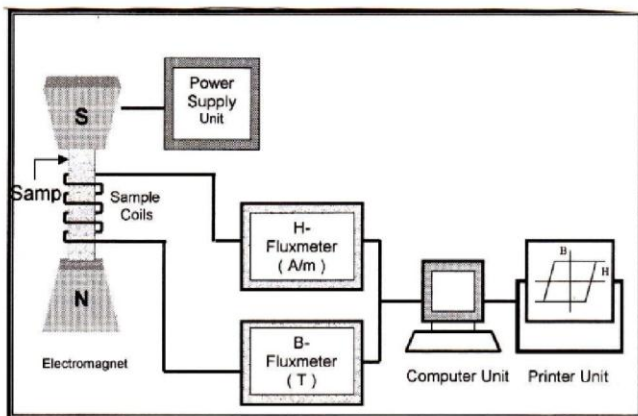 S
Power
Supply
Unit
Samp
Sample
Coils
H-
Fluxmeter
( A/m )
B
H
N
B-
Fluxmeter
( T )
Electromagnet
Computer Unit
Printer Unit